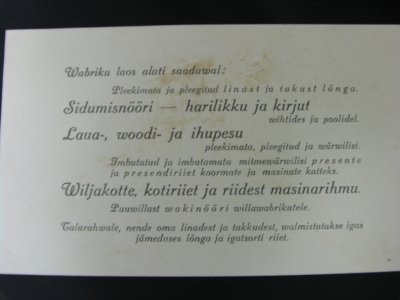 Wabriku laos alati saadawal:
Pleekimata ja pleegitud linast ja takust lõnga.
Sidumisnööri — harilikku ja kirjut
wihtides ja poolidel.
Laua-, woodi- ja ihupesu
pleekimata, pleegitud ja wärwilisi.
Imbutatud ja imbutamata mitmewärwilisi presente
ja presendiriiet koormate ja masinate katteks.
Wiljakotte, kotiriiet ja riidest masinarihmu.
Puuwillast wokinööri willawabrikutele.
Talurahwale, nende oma linadest ja takkudest, walmistatakse igas
jämeduses lõnga ja igatsorti riiet.